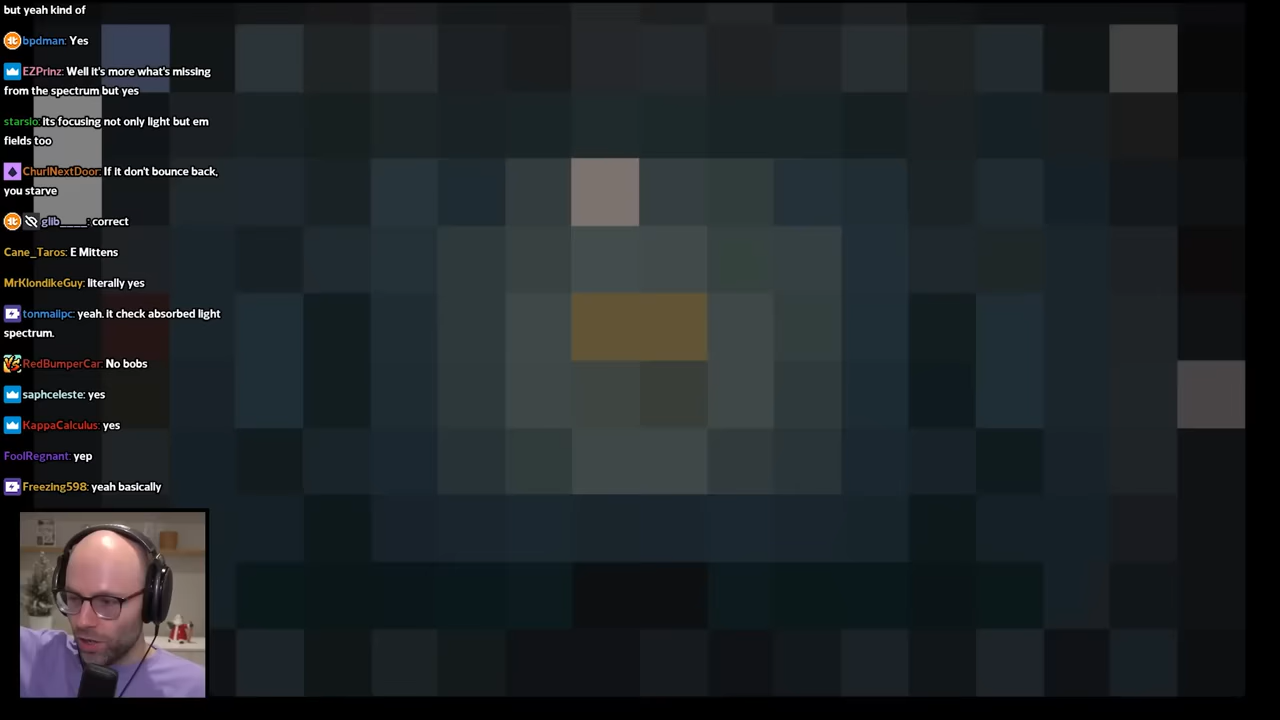 but yeah kind of
bpdman: Yes
EZPrinz: Well it's more what's missing
from the spectrum but yes
starsio: its focusing not only light but em
fields too
ChurlNextDoor: If it don't bounce back,
you starve
glib____: correct
Cane_Taros: E Mittens
MrKlondikeGuy: literally yes
tonmalipc: yeah. it check absorbed light
spectrum.
RedBumperCar: No bobs
saphceleste: yes
KappaCalculus: yes
FoolRegnant: yep
Freezing598: yeah basically